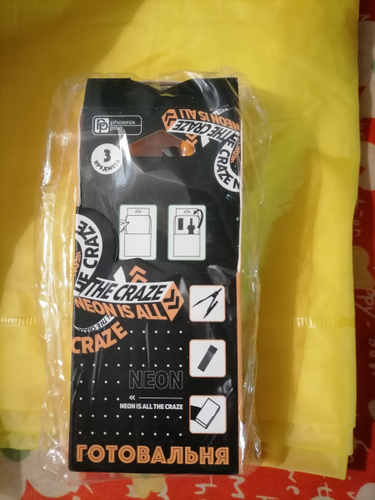 phoenix
plus
NEON IS ALL
THE CRAZE
3
ПРЕДМЕТА
THE CRAZE
THE CRAZE
NEON IS ALL
CRAZE
NEON
NEON IS ALL THE CRAZE
ГОТОВАЛЬНЯ